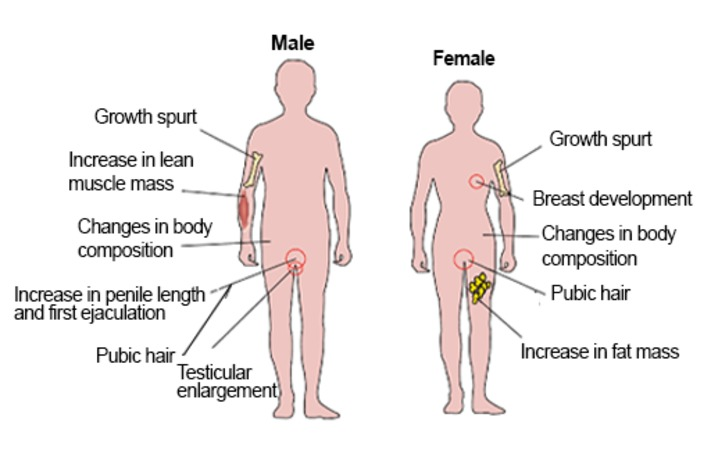 Male
Growth spurt
Increase in lean
muscle mass
Changes in body
composition
Increase in penile length
and first ejaculation
Pubic hair
Testicular
enlargement
Female
Growth spurt
Breast development
Changes in body
composition
Pubic hair
Increase in fat mass